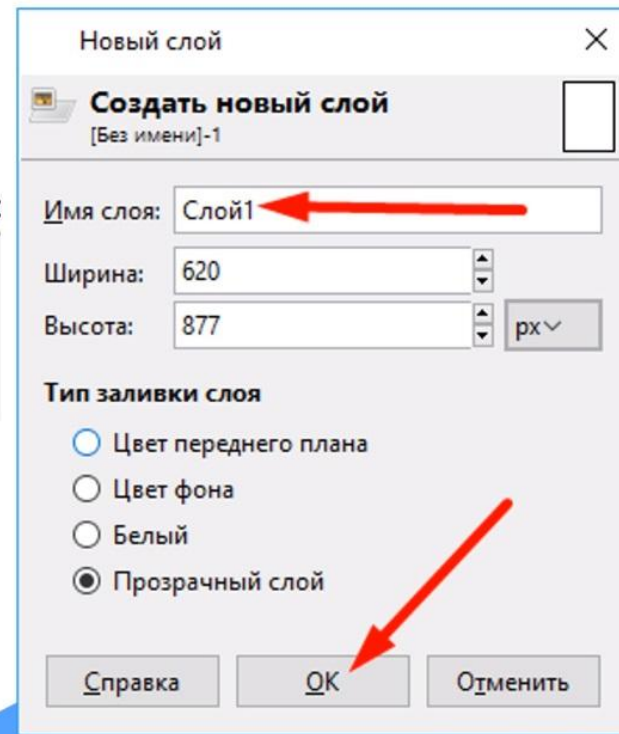 Новый слой
Создать новый слой
[Без имени]-1
Имя слоя: Слой1
Ширина: 620
Высота: 877 px
Тип заливки слоя
Цвет переднего плана
Цвет фона
Белый
Прозрачный слой
Справка OK Отменить